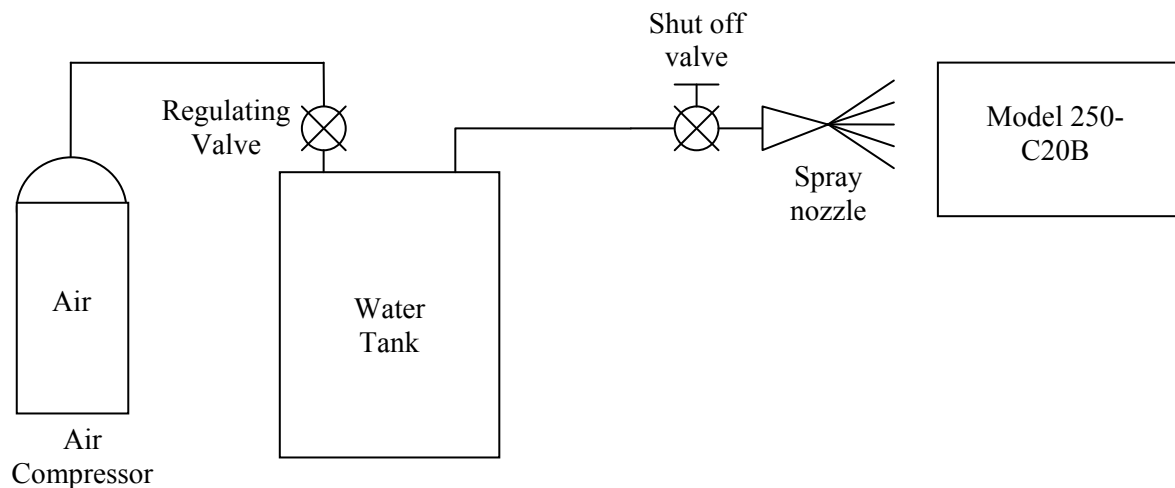 Shut off
valve
Regulating
Valve
Model 250-
C20B
Spray
nozzle
Air
Water
Tank
Air
Compressor